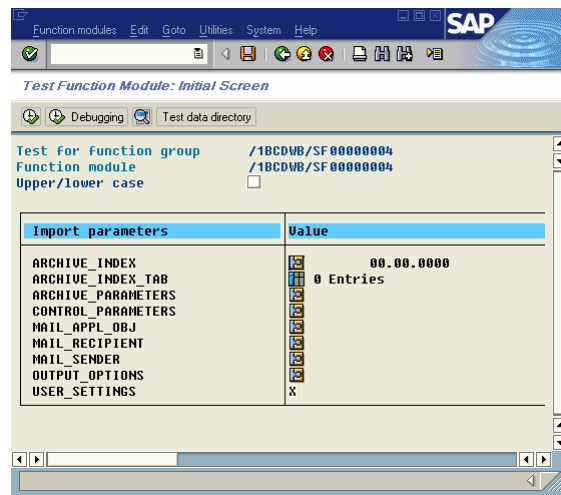 Function modules Edit Goto Utilities System Help
SAP
Test Function Module: Initial Screen
Debugging Test data directory
Test for function group /1BCDWB/SF00000004
Function module /1BCDWB/SF00000004
Upper/lower case
Import parameters Value
ARCHIVE_INDEX 00.00.0000
ARCHIVE_INDEX_TAB 0 Entries
ARCHIVE_PARAMETERS
CONTROL_PARAMETERS
MAIL_APPL_OBJ
MAIL_RECIPIENT
MAIL_SENDER
OUTPUT_OPTIONS
USER_SETTINGS X